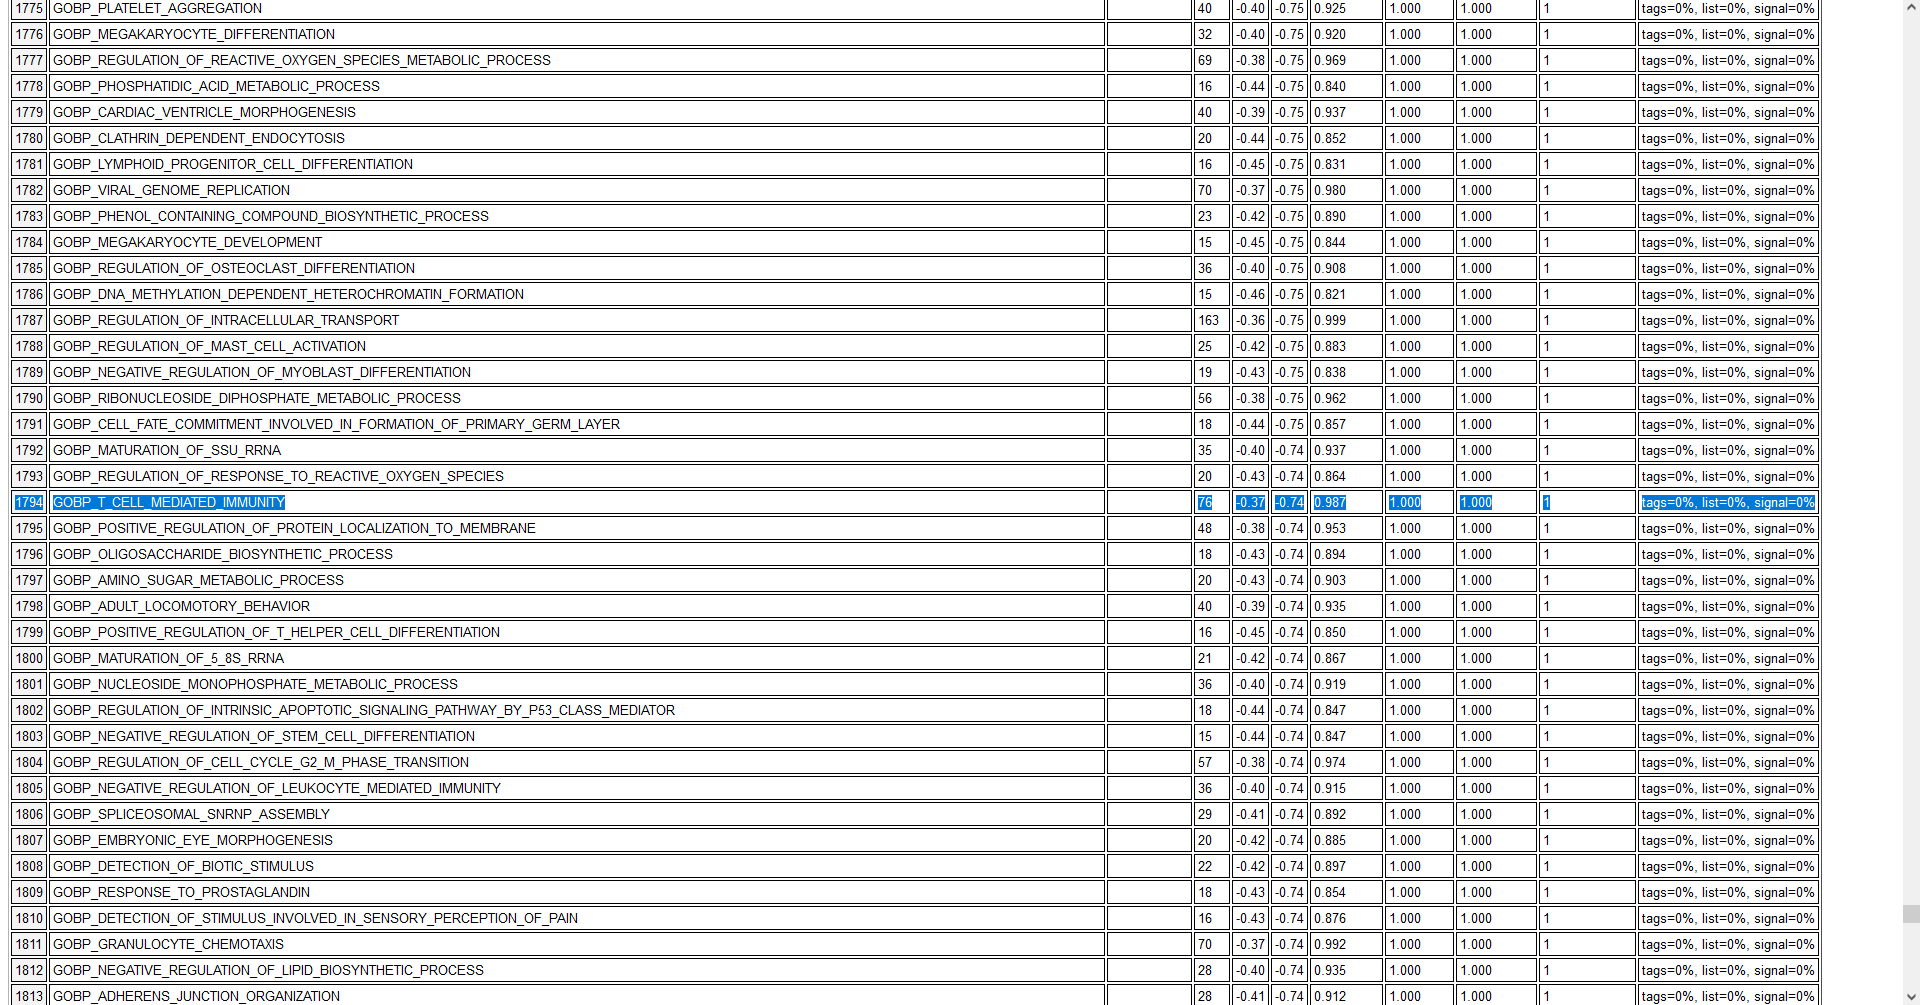 1775 GOBP_PLATELET_AGGREGATION 40 -0.40 -0.75 0.925 1.000 1.000 1 tags=0%, list=0%, signal=0%
1776 GOBP_MEGAKARYOCYTE_DIFFERENTIATION 32 -0.40 -0.75 0.920 1.000 1.000 1 tags=0%, list=0%, signal=0%
1777 GOBP_REGULATION_OF_REACTIVE_OXYGEN_SPECIES_METABOLIC_PROCESS 69 -0.38 -0.75 0.969 1.000 1.000 1 tags=0%, list=0%, signal=0%
1778 GOBP_PHOSPHATIDIC_ACID_METABOLIC_PROCESS 16 -0.44 -0.75 0.840 1.000 1.000 1 tags=0%, list=0%, signal=0%
1779 GOBP_CARDIAC_VENTRICLE_MORPHOGENESIS 40 -0.39 -0.75 0.937 1.000 1.000 1 tags=0%, list=0%, signal=0%
1780 GOBP_CLATHRIN_DEPENDENT_ENDOCYTOSIS 20 -0.44 -0.75 0.852 1.000 1.000 1 tags=0%, list=0%, signal=0%
1781 GOBP_LYMPHOID_PROGENITOR_CELL_DIFFERENTIATION 16 -0.45 -0.75 0.831 1.000 1.000 1 tags=0%, list=0%, signal=0%
1782 GOBP_VIRAL_GENOME_REPLICATION 70 -0.37 -0.75 0.980 1.000 1.000 1 tags=0%, list=0%, signal=0%
1783 GOBP_PHENOL_CONTAINING_COMPOUND_BIOSYNTHETIC_PROCESS 23 -0.42 -0.75 0.890 1.000 1.000 1 tags=0%, list=0%, signal=0%
1784 GOBP_MEGAKARYOCYTE_DEVELOPMENT 15 -0.45 -0.75 0.844 1.000 1.000 1 tags=0%, list=0%, signal=0%
1785 GOBP_REGULATION_OF_OSTEOCLAST_DIFFERENTIATION 36 -0.40 -0.75 0.908 1.000 1.000 1 tags=0%, list=0%, signal=0%
1786 GOBP_DNA_METHYLATION_DEPENDENT_HETEROCHROMATIN_FORMATION 15 -0.46 -0.75 0.821 1.000 1.000 1 tags=0%, list=0%, signal=0%
1787 GOBP_REGULATION_OF_INTRACELLULAR_TRANSPORT 163 -0.36 -0.75 0.999 1.000 1.000 1 tags=0%, list=0%, signal=0%
1788 GOBP_REGULATION_OF_MAST_CELL_ACTIVATION 25 -0.42 -0.75 0.883 1.000 1.000 1 tags=0%, list=0%, signal=0%
1789 GOBP_NEGATIVE_REGULATION_OF_MYOBLAST_DIFFERENTIATION 19 -0.43 -0.75 0.838 1.000 1.000 1 tags=0%, list=0%, signal=0%
1790 GOBP_RIBONUCLEOSIDE_DIPHOSPHATE_METABOLIC_PROCESS 56 -0.38 -0.75 0.962 1.000 1.000 1 tags=0%, list=0%, signal=0%
1791 GOBP_CELL_FATE_COMMITMENT_INVOLVED_IN_FORMATION_OF_PRIMARY_GERM_LAYER 18 -0.44 -0.75 0.857 1.000 1.000 1 tags=0%, list=0%, signal=0%
1792 GOBP_MATURATION_OF_SSU_RRNA 35 -0.40 -0.74 0.937 1.000 1.000 1 tags=0%, list=0%, signal=0%
1793 GOBP_REGULATION_OF_RESPONSE_TO_REACTIVE_OXYGEN_SPECIES 20 -0.43 -0.74 0.864 1.000 1.000 1 tags=0%, list=0%, signal=0%
1794 GOBP_T_CELL_MEDIATED_IMMUNITY 76 -0.37 -0.74 0.987 1.000 1.000 1 tags=0%, list=0%, signal=0%
1795 GOBP_POSITIVE_REGULATION_OF_PROTEIN_LOCALIZATION_TO_MEMBRANE 48 -0.38 -0.74 0.953 1.000 1.000 1 tags=0%, list=0%, signal=0%
1796 GOBP_OLIGOSACCHARIDE_BIOSYNTHETIC_PROCESS 18 -0.43 -0.74 0.894 1.000 1.000 1 tags=0%, list=0%, signal=0%
1797 GOBP_AMINO_SUGAR_METABOLIC_PROCESS 20 -0.43 -0.74 0.903 1.000 1.000 1 tags=0%, list=0%, signal=0%
1798 GOBP_ADULT_LOCOMOTORY_BEHAVIOR 40 -0.39 -0.74 0.935 1.000 1.000 1 tags=0%, list=0%, signal=0%
1799 GOBP_POSITIVE_REGULATION_OF_T_HELPER_CELL_DIFFERENTIATION 16 -0.45 -0.74 0.850 1.000 1.000 1 tags=0%, list=0%, signal=0%
1800 GOBP_MATURATION_OF_5_8S_RRNA 21 -0.42 -0.74 0.867 1.000 1.000 1 tags=0%, list=0%, signal=0%
1801 GOBP_NUCLEOSIDE_MONOPHOSPHATE_METABOLIC_PROCESS 36 -0.40 -0.74 0.919 1.000 1.000 1 tags=0%, list=0%, signal=0%
1802 GOBP_REGULATION_OF_INTRINSIC_APOPTOTIC_SIGNALING_PATHWAY_BY_P53_CLASS_MEDIATOR 18 -0.44 -0.74 0.847 1.000 1.000 1 tags=0%, list=0%, signal=0%
1803 GOBP_NEGATIVE_REGULATION_OF_STEM_CELL_DIFFERENTIATION 15 -0.44 -0.74 0.847 1.000 1.000 1 tags=0%, list=0%, signal=0%
1804 GOBP_REGULATION_OF_CELL_CYCLE_G2_M_PHASE_TRANSITION 57 -0.38 -0.74 0.974 1.000 1.000 1 tags=0%, list=0%, signal=0%
1805 GOBP_NEGATIVE_REGULATION_OF_LEUKOCYTE_MEDIATED_IMMUNITY 36 -0.40 -0.74 0.915 1.000 1.000 1 tags=0%, list=0%, signal=0%
1806 GOBP_SPLICEOSOMAL_SNRNP_ASSEMBLY 29 -0.41 -0.74 0.892 1.000 1.000 1 tags=0%, list=0%, signal=0%
1807 GOBP_EMBRYONIC_EYE_MORPHOGENESIS 20 -0.42 -0.74 0.885 1.000 1.000 1 tags=0%, list=0%, signal=0%
1808 GOBP_DETECTION_OF_BIOTIC_STIMULUS 22 -0.42 -0.74 0.897 1.000 1.000 1 tags=0%, list=0%, signal=0%
1809 GOBP_RESPONSE_TO_PROSTAGLANDIN 18 -0.43 -0.74 0.854 1.000 1.000 1 tags=0%, list=0%, signal=0%
1810 GOBP_DETECTION_OF_STIMULUS_INVOLVED_IN_SENSORY_PERCEPTION_OF_PAIN 16 -0.43 -0.74 0.876 1.000 1.000 1 tags=0%, list=0%, signal=0%
1811 GOBP_GRANULOCYTE_CHEMOTAXIS 70 -0.37 -0.74 0.992 1.000 1.000 1 tags=0%, list=0%, signal=0%
1812 GOBP_NEGATIVE_REGULATION_OF_LIPID_BIOSYNTHETIC_PROCESS 28 -0.40 -0.74 0.935 1.000 1.000 1 tags=0%, list=0%, signal=0%
1813 GOBP_ADHERENS_JUNCTION_ORGANIZATION 28 -0.41 -0.74 0.912 1.000 1.000 1 tags=0%, list=0%, signal=0%